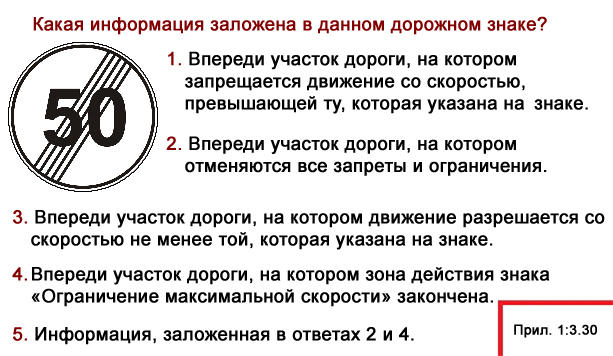 Какая информация заложена в данном дорожном знаке?
50
1. Впереди участок дороги, на котором
запрещается движение со скоростью,
превышающей ту, которая указана на знаке.
2. Впереди участок дороги, на котором
отменяются все запреты и ограничения.
3. Впереди участок дороги, на котором движение разрешается со
скоростью не менее той, которая указана на знаке.
4. Впереди участок дороги, на котором зона действия знака
«Ограничение максимальной скорости» закончена.
5. Информация, заложенная в ответах 2 и 4.
Прил. 1:3.30